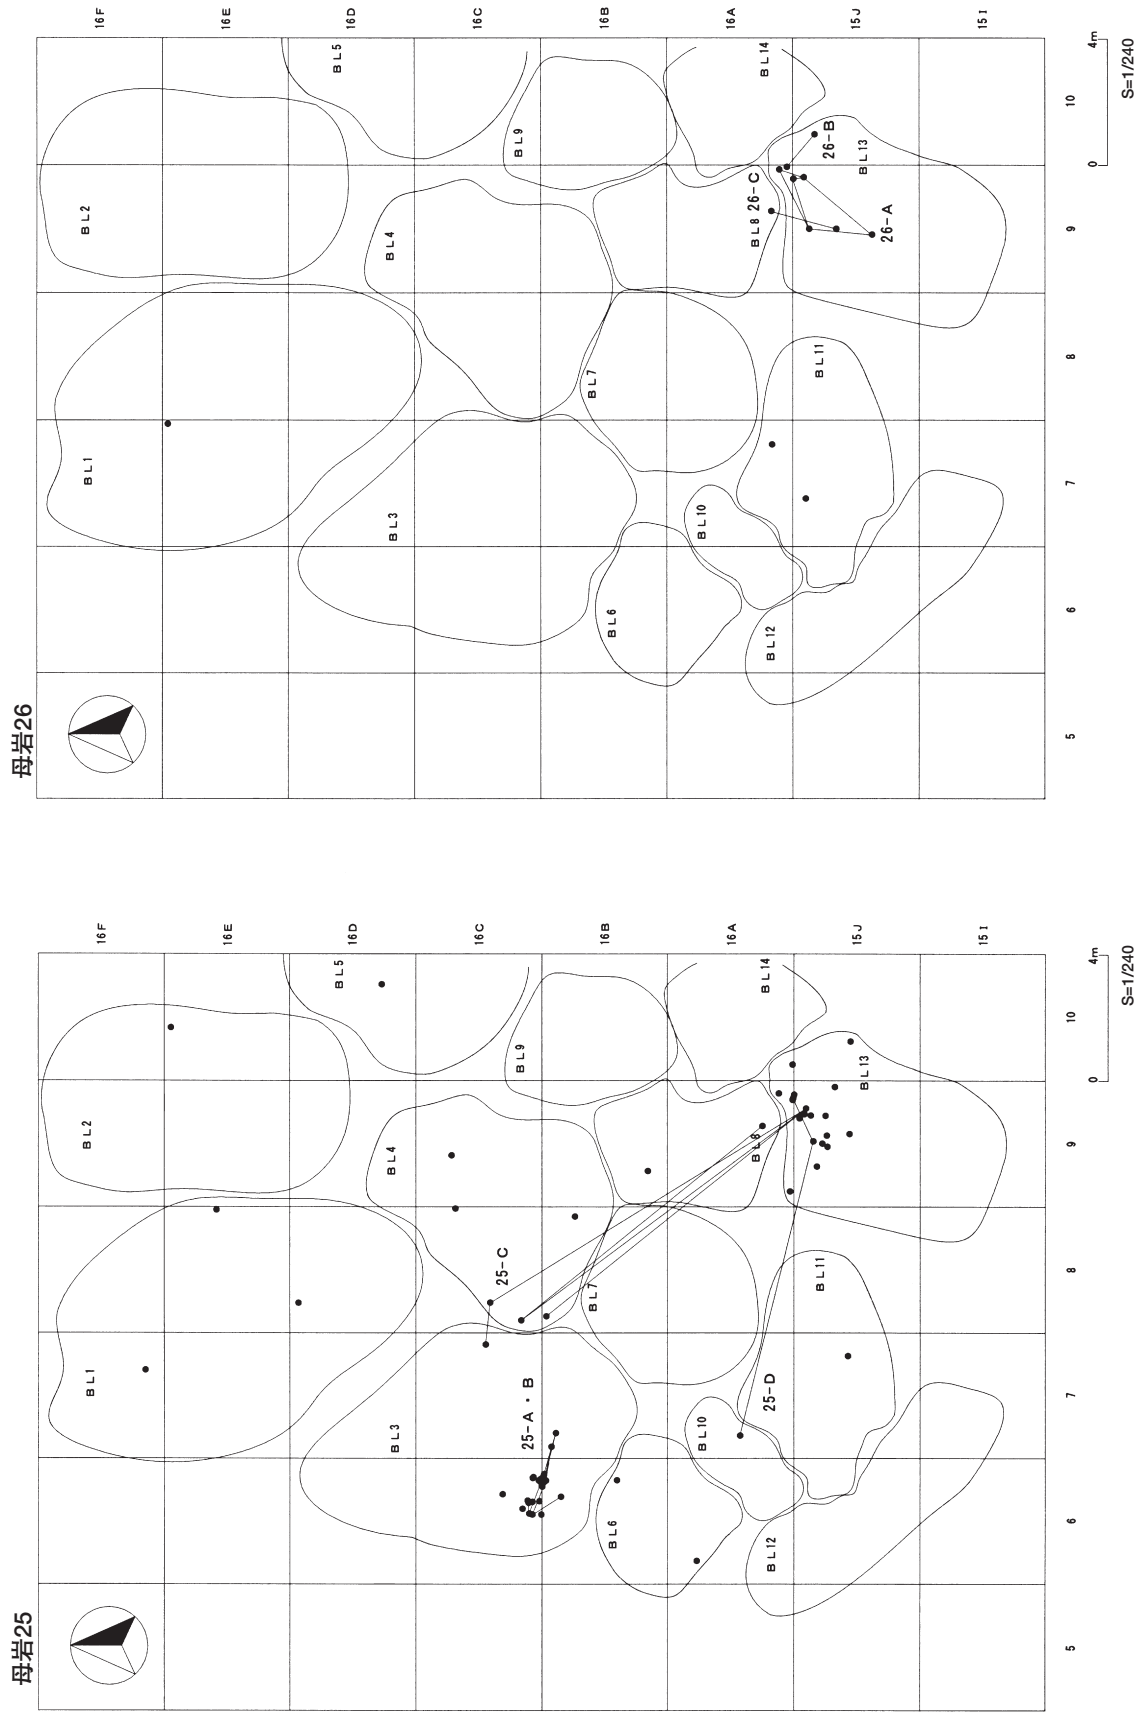 母岩26
16F
16E
16D
16C
16B
16A
15J
15I
5
6
7
8
9
10
BL1
BL2
BL3
BL4
BL5
BL6
BL7
BL8
BL9
BL10
BL11
BL12
BL13
BL14
26-A
26-B
26-C
0
4m
S=1/240
母岩25
16F
16E
16D
16C
16B
16A
15J
15I
5
6
7
8
9
10
BL1
BL2
BL3
BL4
BL5
BL6
BL7
BL8
BL9
BL10
BL11
BL12
BL13
BL14
25-A・B
25-C
25-D
0
4m
S=1/240